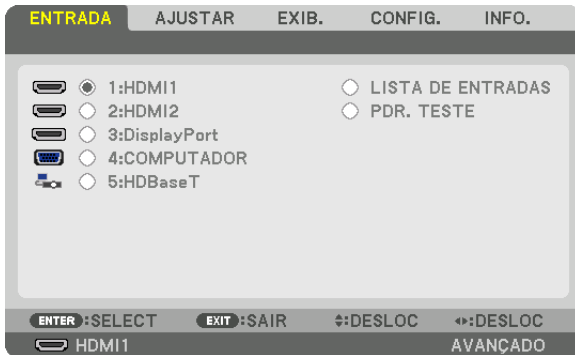 ENTRADA AJUSTAR EXIB. CONFIG. INFO.
1:HDMI1 LISTA DE ENTRADAS
2:HDMI2 PDR. TESTE
3:DisplayPort
4:COMPUTADOR
5:HDBaseT
ENTER :SELECT EXIT :SAIR :DESLOC :DESLOC
HDMI1 AVANÇADO